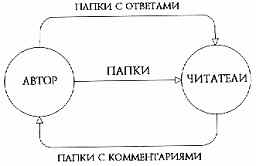 ПАПКИ С ОТВЕТАМИ
АВТОР
ПАПКИ
ЧИТАТЕЛИ
ПАПКИ С КОММЕНТАРИЯМИ